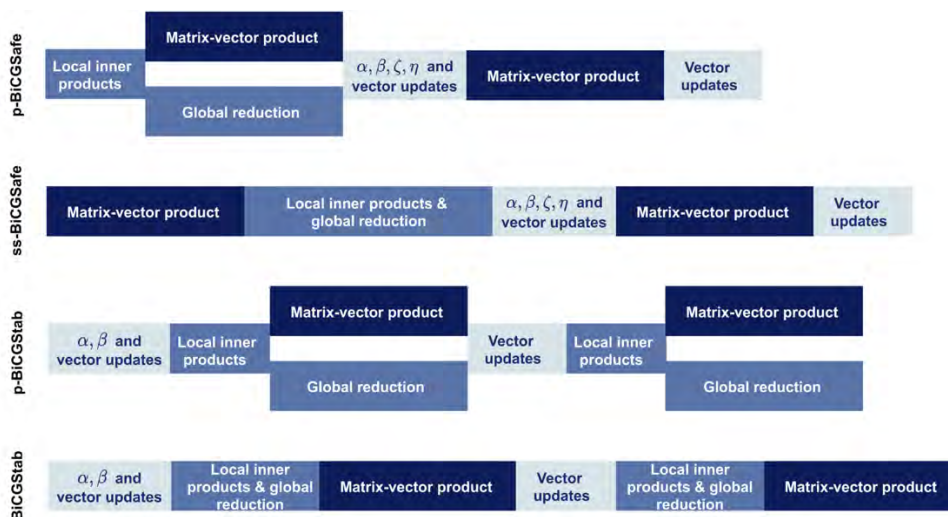 p-BiCGSafe
Matrix-vector product
Local inner
products
Global reduction
α, β, ζ, η and
vector updates
Matrix-vector product
Vector
updates
ss-BiCGSafe
Matrix-vector product
Local inner products &
global reduction
α, β, ζ, η and
vector updates
Matrix-vector product
Vector
updates
p-BiCGStab
α, β and
vector updates
Local inner
products
Matrix-vector product
Global reduction
Vector
updates
Local inner
products
Matrix-vector product
Global reduction
BiCGStab
α, β and
vector updates
Local inner
products & global
reduction
Matrix-vector product
Vector
updates
Local inner
products & global
reduction
Matrix-vector product